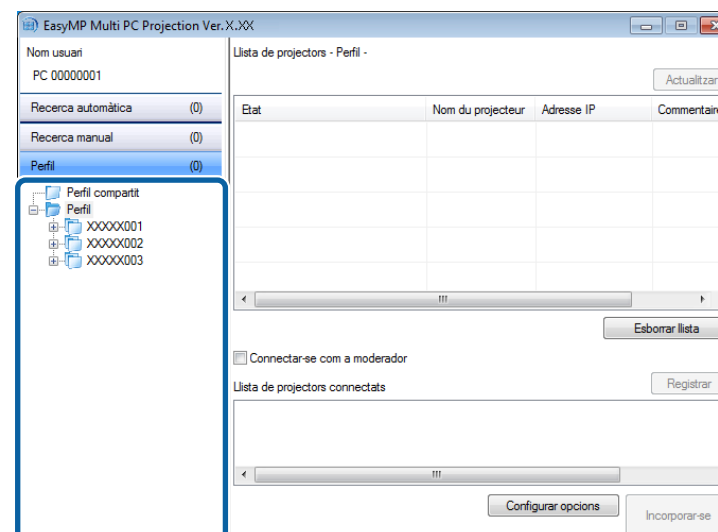 EasyMP Multi PC Projection Ver.X.XX
Nom usuari
PC 00000001
Recerca automàtica (0)
Recerca manual (0)
Perfil (0)
Perfil compartit
Perfil
XXXXX001
XXXXX002
XXXXX003
Llista de projectors - Perfil -
Actualitzar
Etat Nom du projecteur Adresse IP Commentaire
Esborrar llista
Connectar-se com a moderador
Llista de projectors connectats
Registrar
Configurar opcions
Incorporar-se